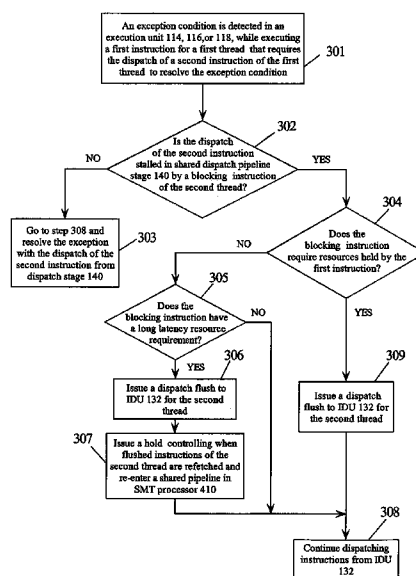 An exception condition is detected in an
execution unit 114, 116,or 118, while executing
a first instruction for a first thread that requires
the dispatch of a second instruction of the first
thread to resolve the exception condition
301
302
Is the dispatch
of the second instruction
stalled in shared dispatch pipeline
stage 140 by a blocking instruction
of the second thread?
NO
YES
Go to step 308 and
resolve the exception
with the dispatch of the
second instruction from
dispatch stage 140
303
304
Does the
blocking instruction
require resources held by the
first instruction?
NO
YES
305
Does the
blocking instruction have
a long latency resource
requirement?
NO
YES
306
Issue a dispatch flush to
IDU 132 for the second
thread
309
Issue a dispatch
flush to IDU 132 for
the second thread
307
Issue a hold controlling when
flushed instructions of the
second thread are refetched and
re-enter a shared pipeline in
SMT processor 410
308
Continue dispatching
instructions from IDU
132